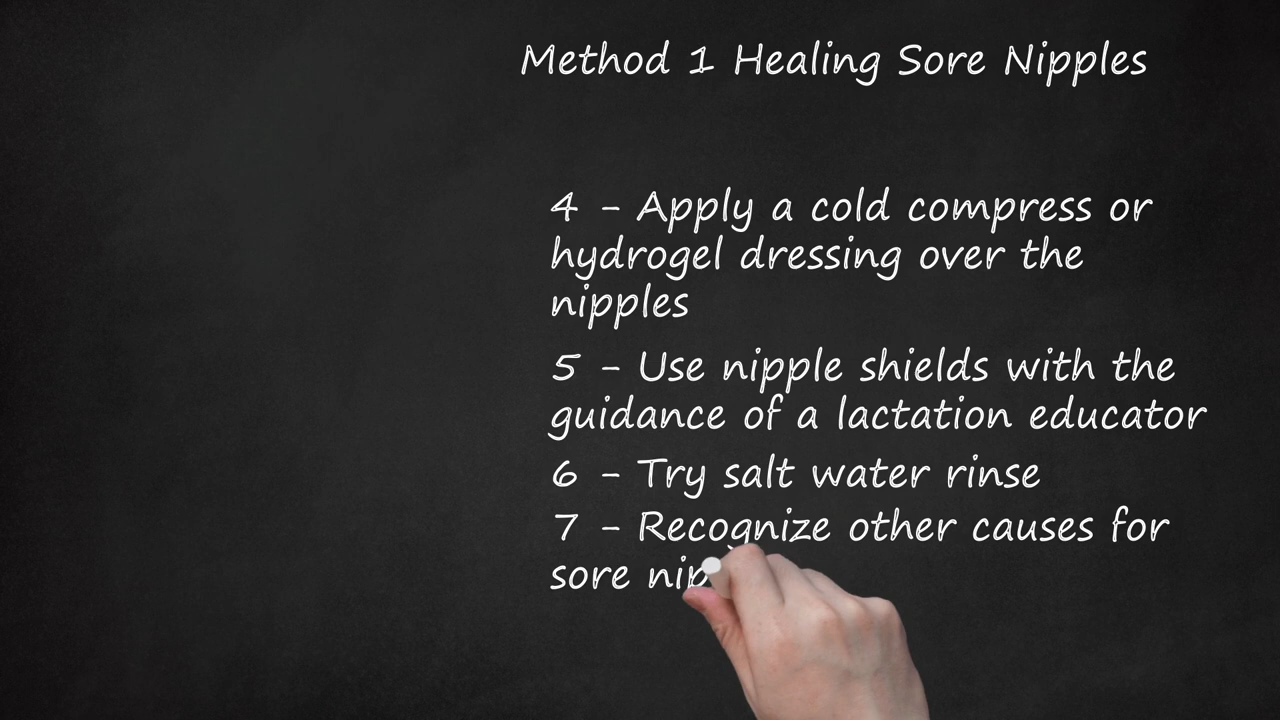 Method 1 Healing Sore Nipples
4 - Apply a cold compress or
hydrogel dressing over the
nipples
5 - Use nipple shields with the
guidance of a lactation educator
6 - Try salt water rinse
7 - Recognize other causes for
sore nip